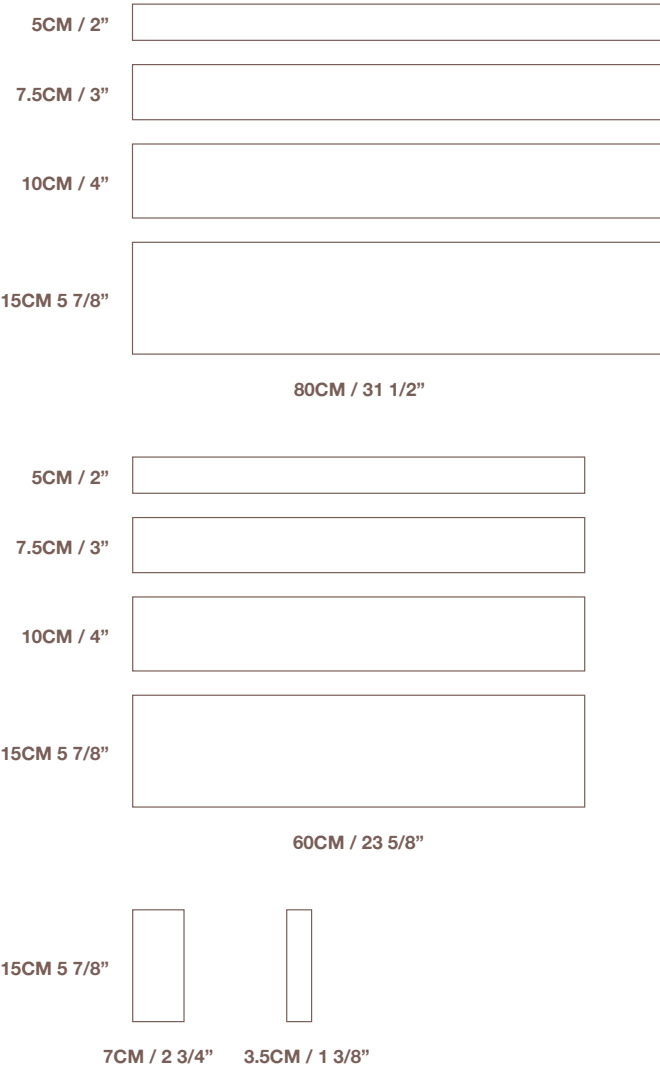 5CM / 2”
7.5CM / 3”
10CM / 4”
15CM 5 7/8”
80CM / 31 1/2”
5CM / 2”
7.5CM / 3”
10CM / 4”
15CM 5 7/8”
60CM / 23 5/8”
15CM 5 7/8”
7CM / 2 3/4” 3.5CM / 1 3/8”